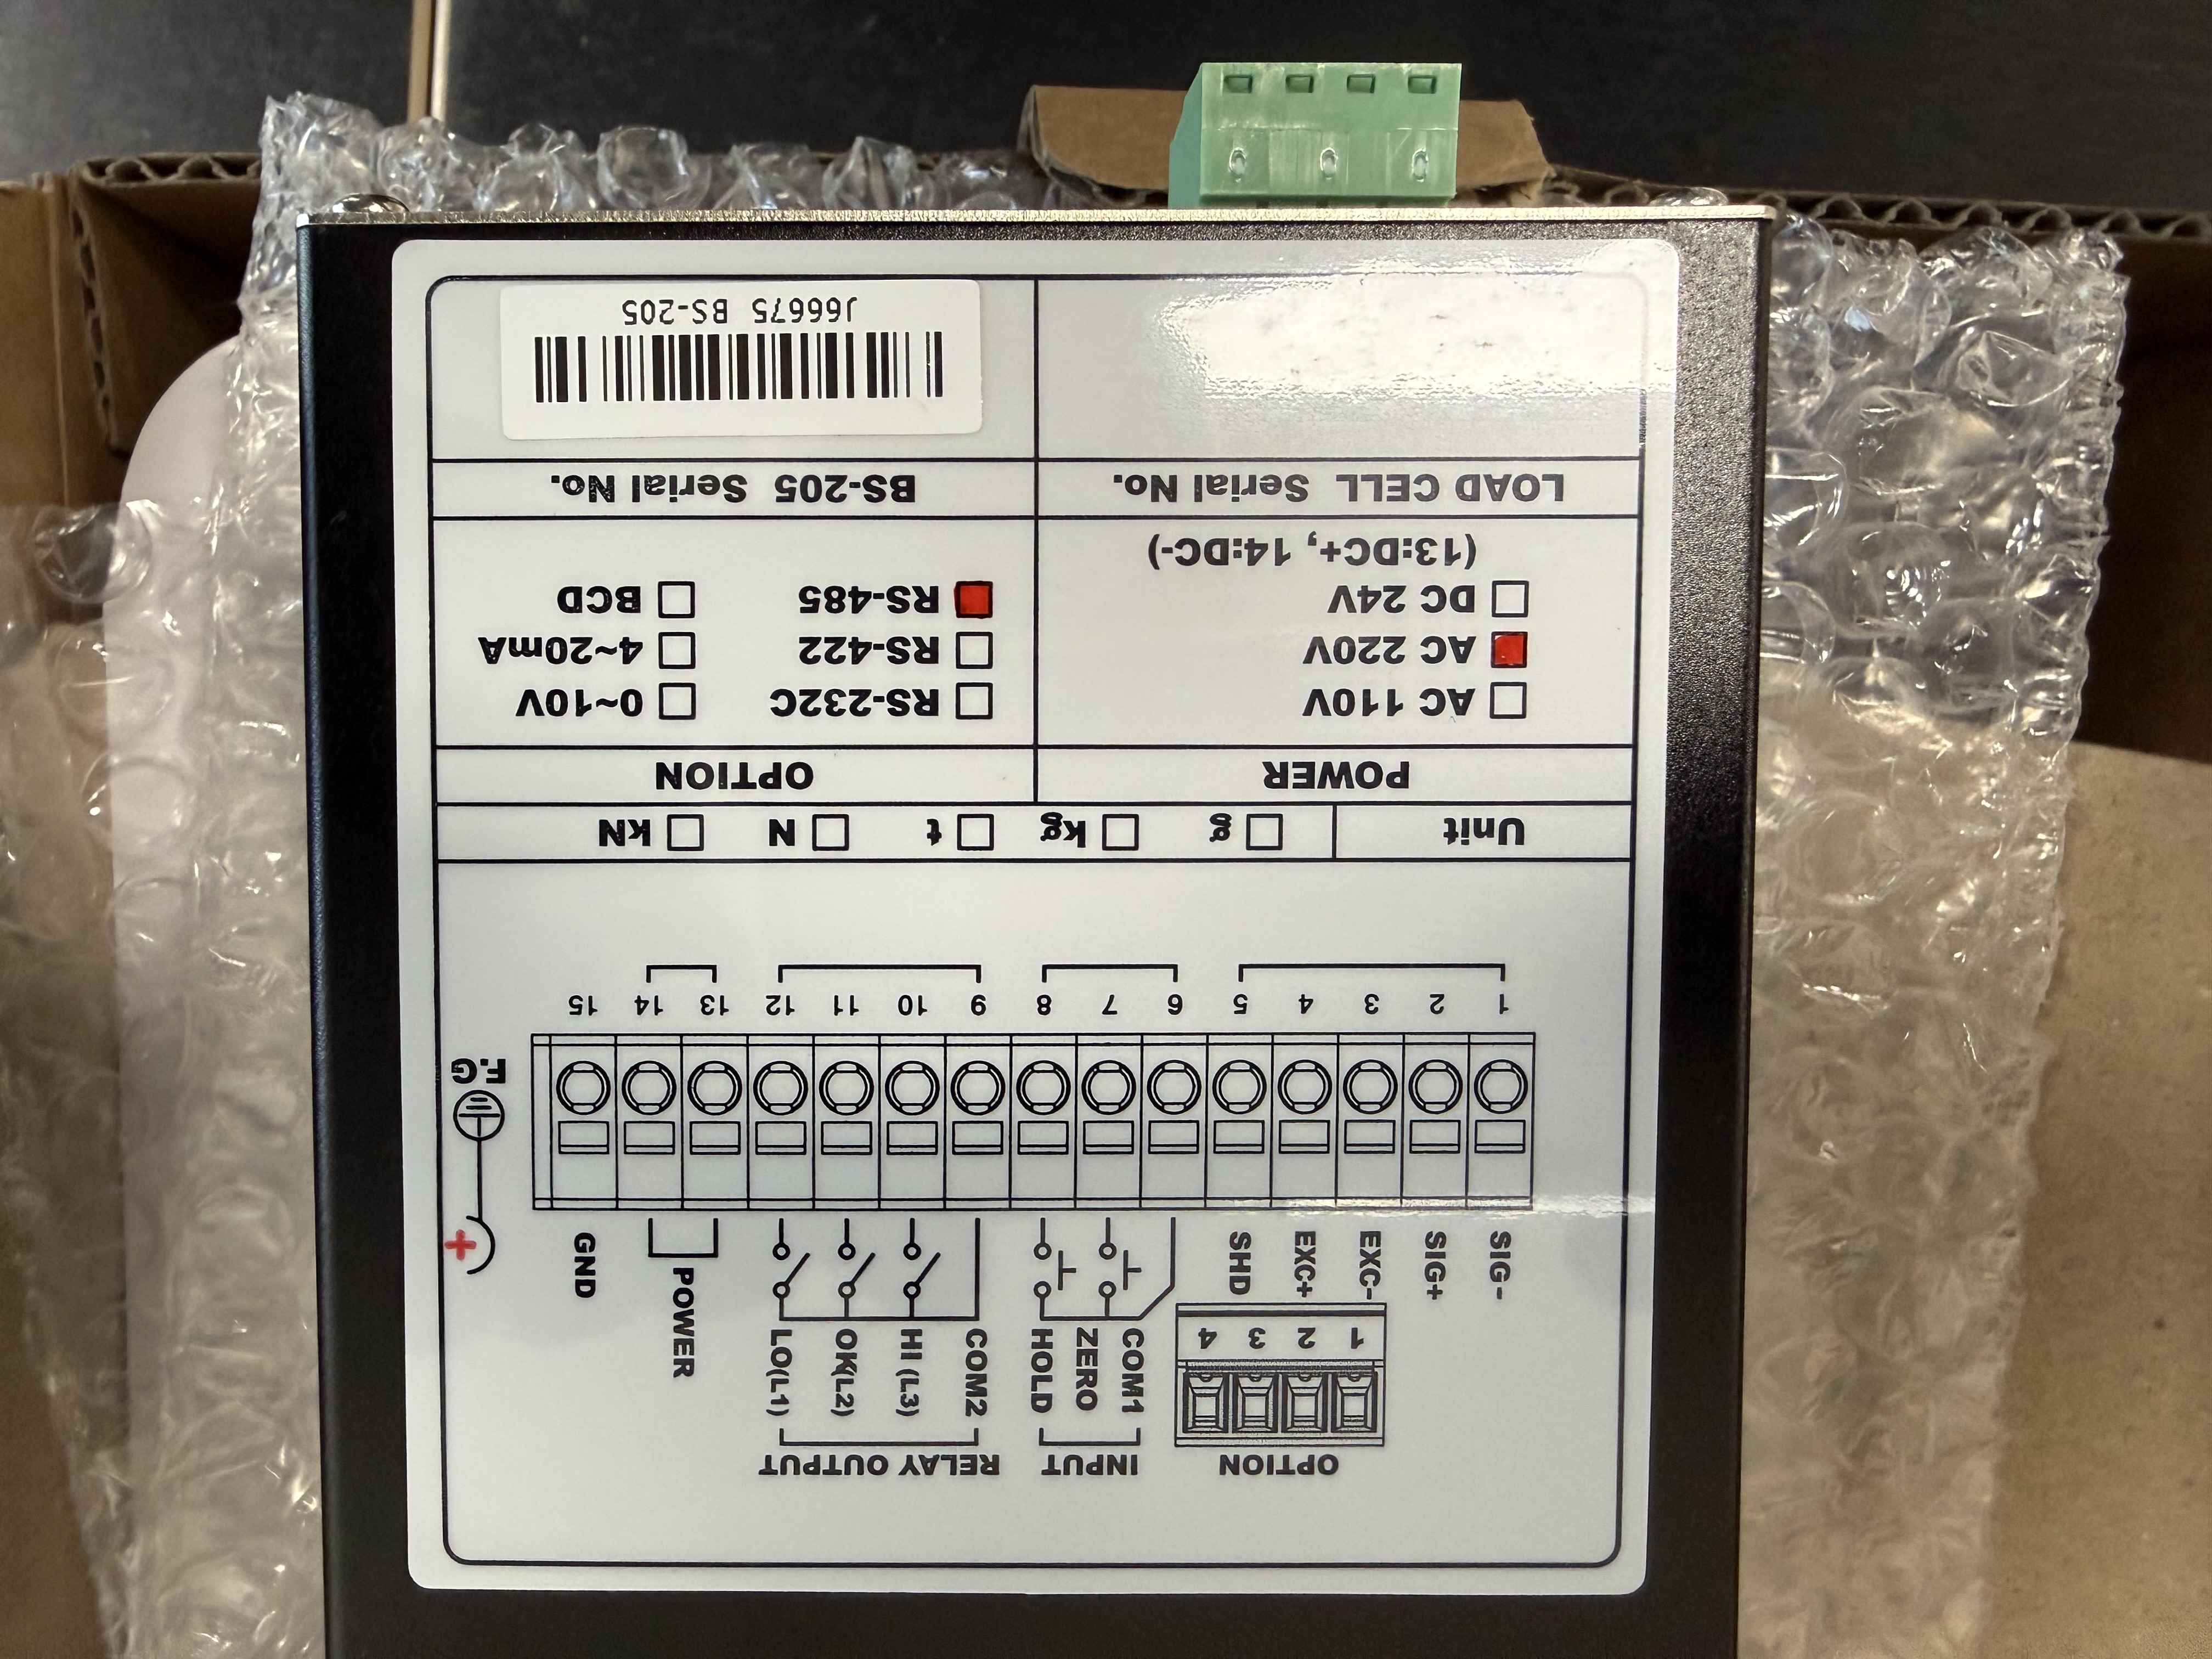 OPTION
INPUT
RELAY OUTPUT
1 2 3 4
COM1
ZERO
HOLD
COM2
HI (L3)
OK(L2)
LO(L1)
POWER
SIG-
SIG+
EXC-
EXC+
SHD
GND
F.G
1 2 3 4 5 6 7 8 9 10 11 12 13 14 15
Unit g kg t N kN
POWER
AC 110V
AC 220V
DC 24V
(13:DC+, 14:DC-)
OPTION
RS-232C 0~10V
RS-422 4~20mA
RS-485 BCD
LOAD CELL Serial No.
BS-205 Serial No.
J66675 BS-205